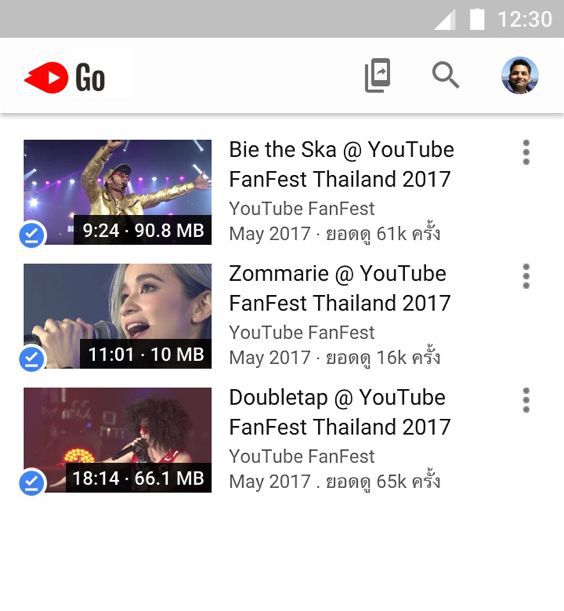 12:30
Go
Bie the Ska @ YouTube
FanFest Thailand 2017
YouTube FanFest
May 2017 · ยอดดู 61k ครั้ง
9:24 · 90.8 MB
Zommarie @ YouTube
FanFest Thailand 2017
YouTube FanFest
May 2017 · ยอดดู 16k ครั้ง
11:01 · 10 MB
Doubletap @ YouTube
FanFest Thailand 2017
YouTube FanFest
May 2017 . ยอดดู 65k ครั้ง
18:14 · 66.1 MB